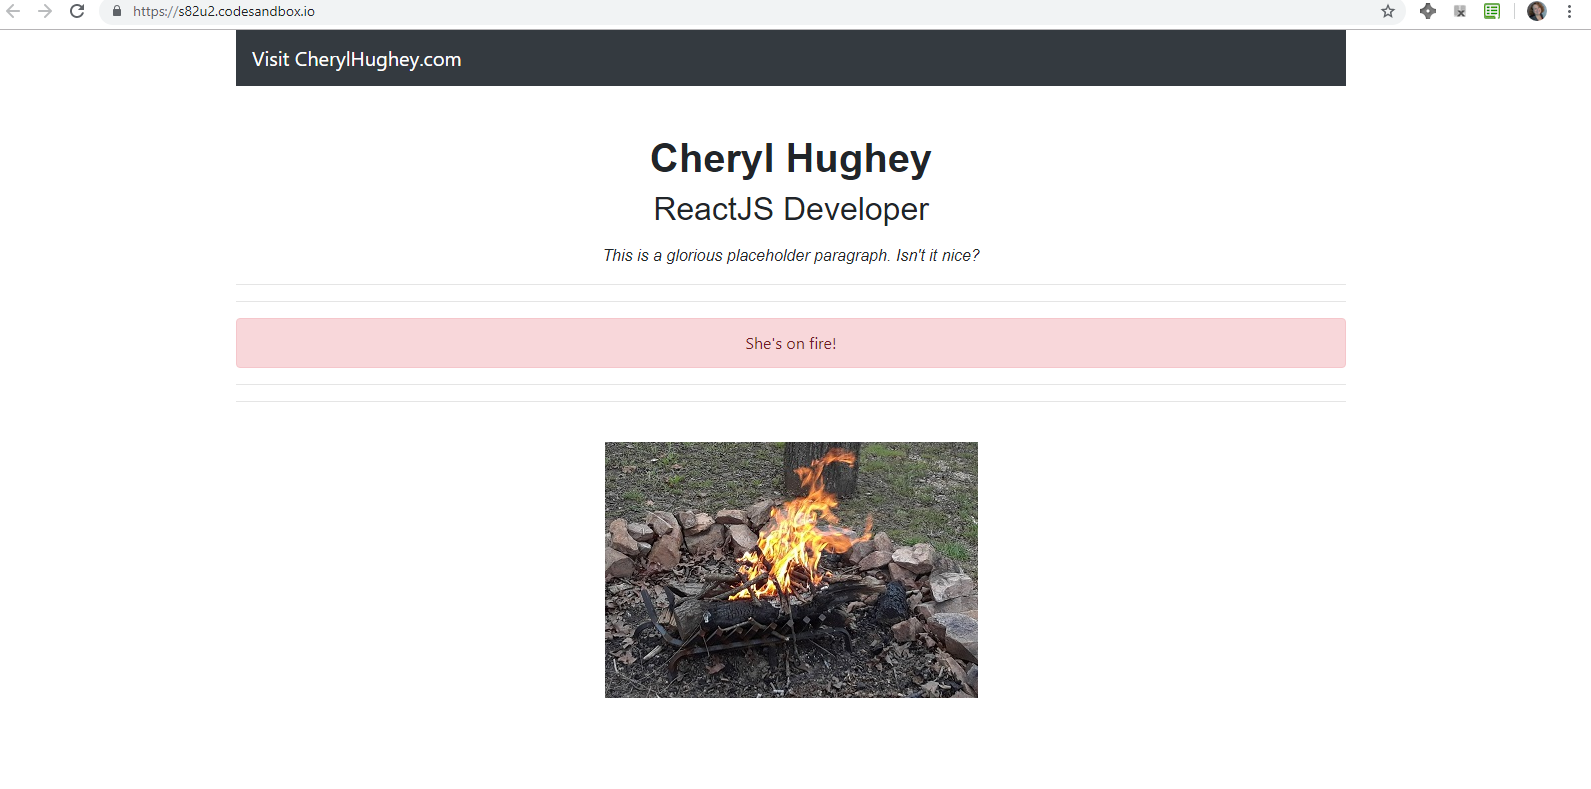 https://s82u2.codesandbox.io
Visit CherylHughey.com
Cheryl Hughey
ReactJS Developer
This is a glorious placeholder paragraph. Isn't it nice?
She's on fire!